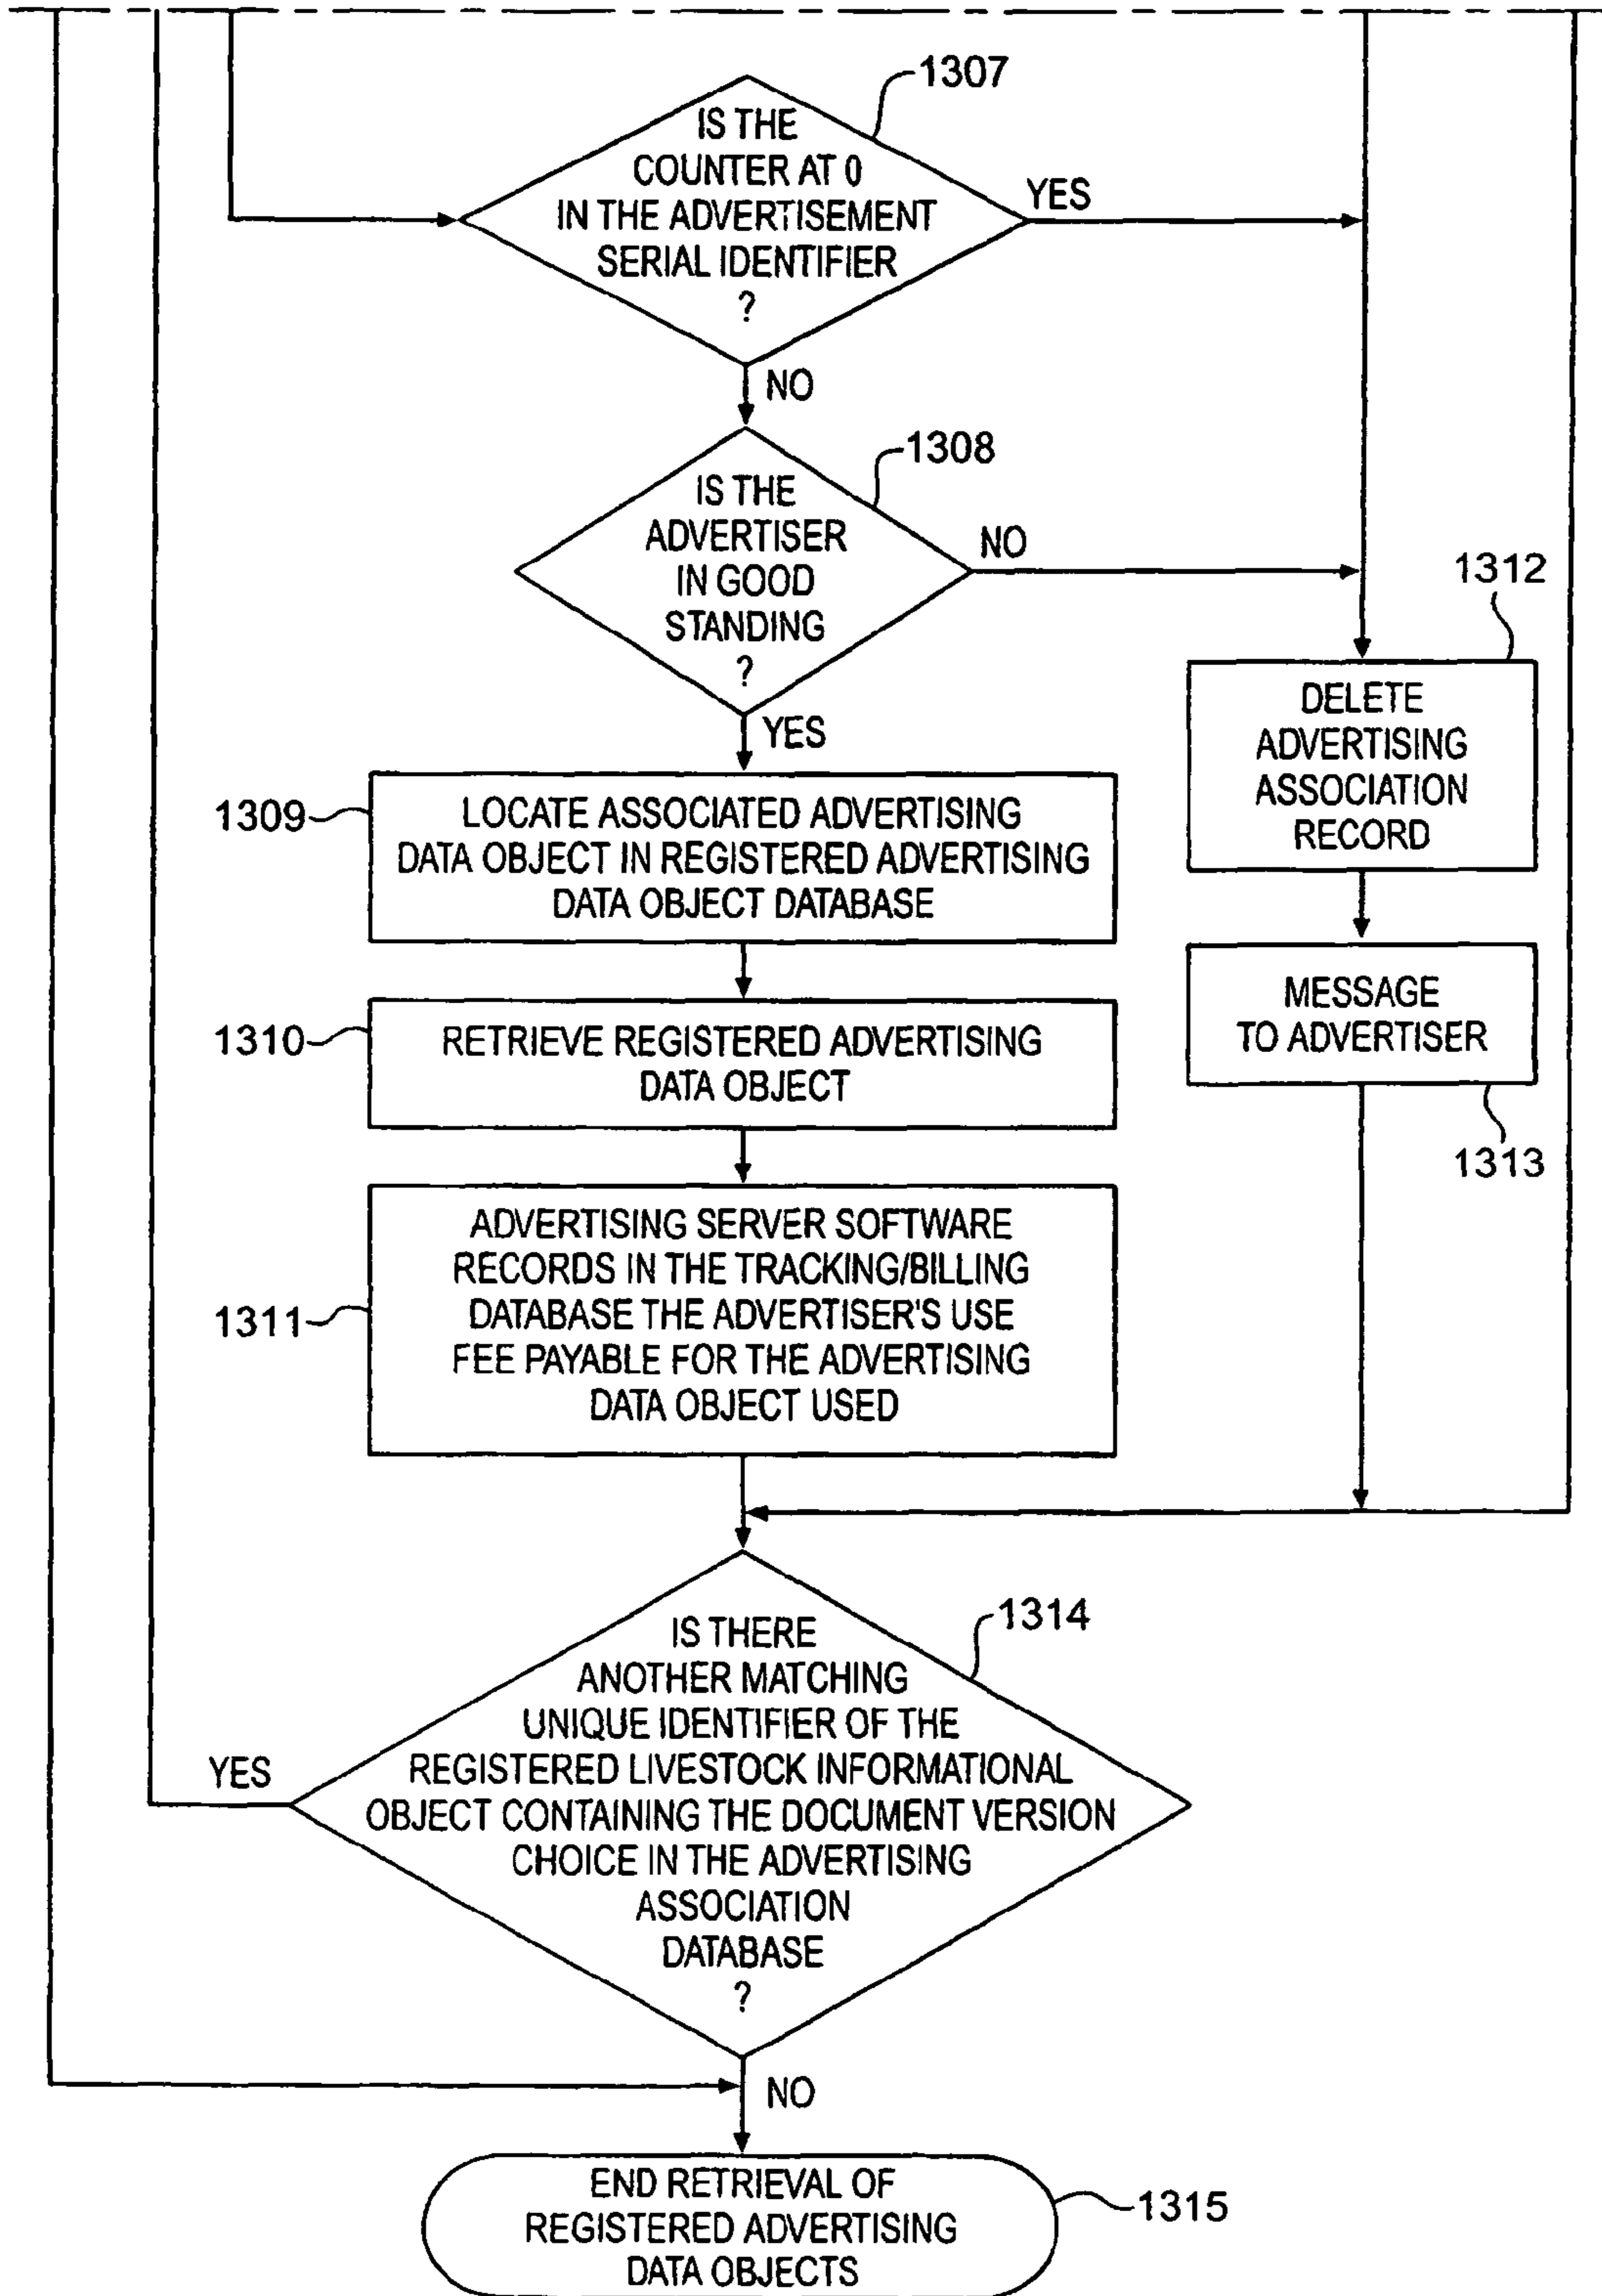 1307
IS THE
COUNTER AT 0
IN THE ADVERTISEMENT
SERIAL IDENTIFIER
?
YES
NO
1308
IS THE
ADVERTISER
IN GOOD
STANDING
?
NO
YES
1312
DELETE
ADVERTISING
ASSOCIATION
RECORD
1309
LOCATE ASSOCIATED ADVERTISING
DATA OBJECT IN REGISTERED ADVERTISING
DATA OBJECT DATABASE
1310
RETRIEVE REGISTERED ADVERTISING
DATA OBJECT
MESSAGE
TO ADVERTISER
1313
1311
ADVERTISING SERVER SOFTWARE
RECORDS IN THE TRACKING/BILLING
DATABASE THE ADVERTISER'S USE
FEE PAYABLE FOR THE ADVERTISING
DATA OBJECT USED
1314
IS THERE
ANOTHER MATCHING
UNIQUE IDENTIFIER OF THE
REGISTERED LIVESTOCK INFORMATIONAL
OBJECT CONTAINING THE DOCUMENT VERSION
CHOICE IN THE ADVERTISING
ASSOCIATION
DATABASE
?
YES
NO
END RETRIEVAL OF
REGISTERED ADVERTISING
DATA OBJECTS
1315